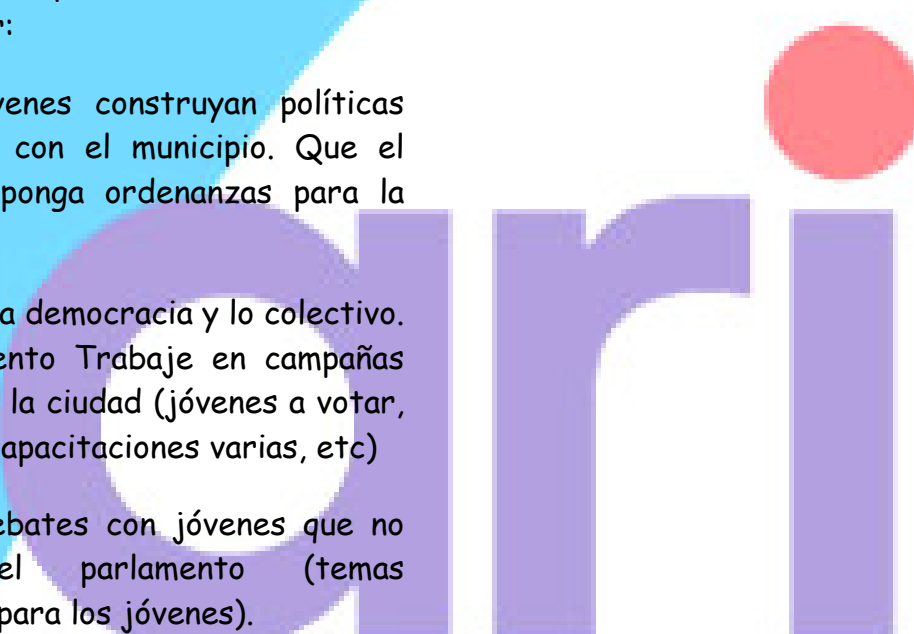 r:
venes construyan políticas
con el municipio. Que el
ponga ordenanzas para la
a democracia y lo colectivo.
ento Trabaje en campañas
la ciudad (jóvenes a votar,
apacitaciones varias, etc)
ebates con jóvenes que no
el parlamento (temas
para los jóvenes).
ari